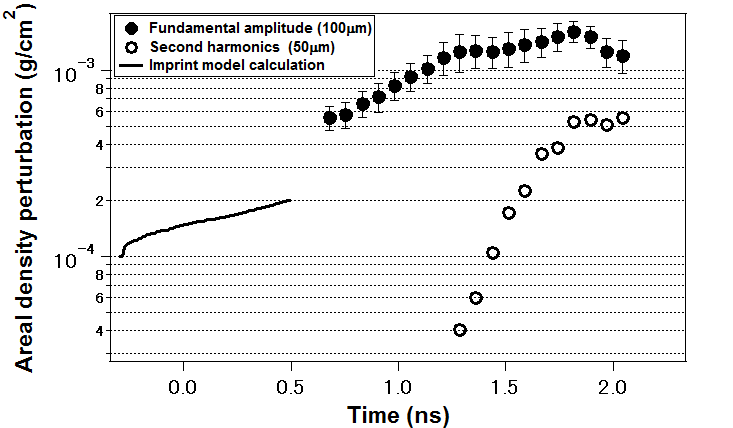 Areal density perturbation (g/cm²)
Fundamental amplitude (100μm)
Second harmonics (50μm)
Imprint model calculation
10⁻³
8
6
4
2
10⁻⁴
8
6
4
0.0 0.5 1.0 1.5 2.0
Time (ns)